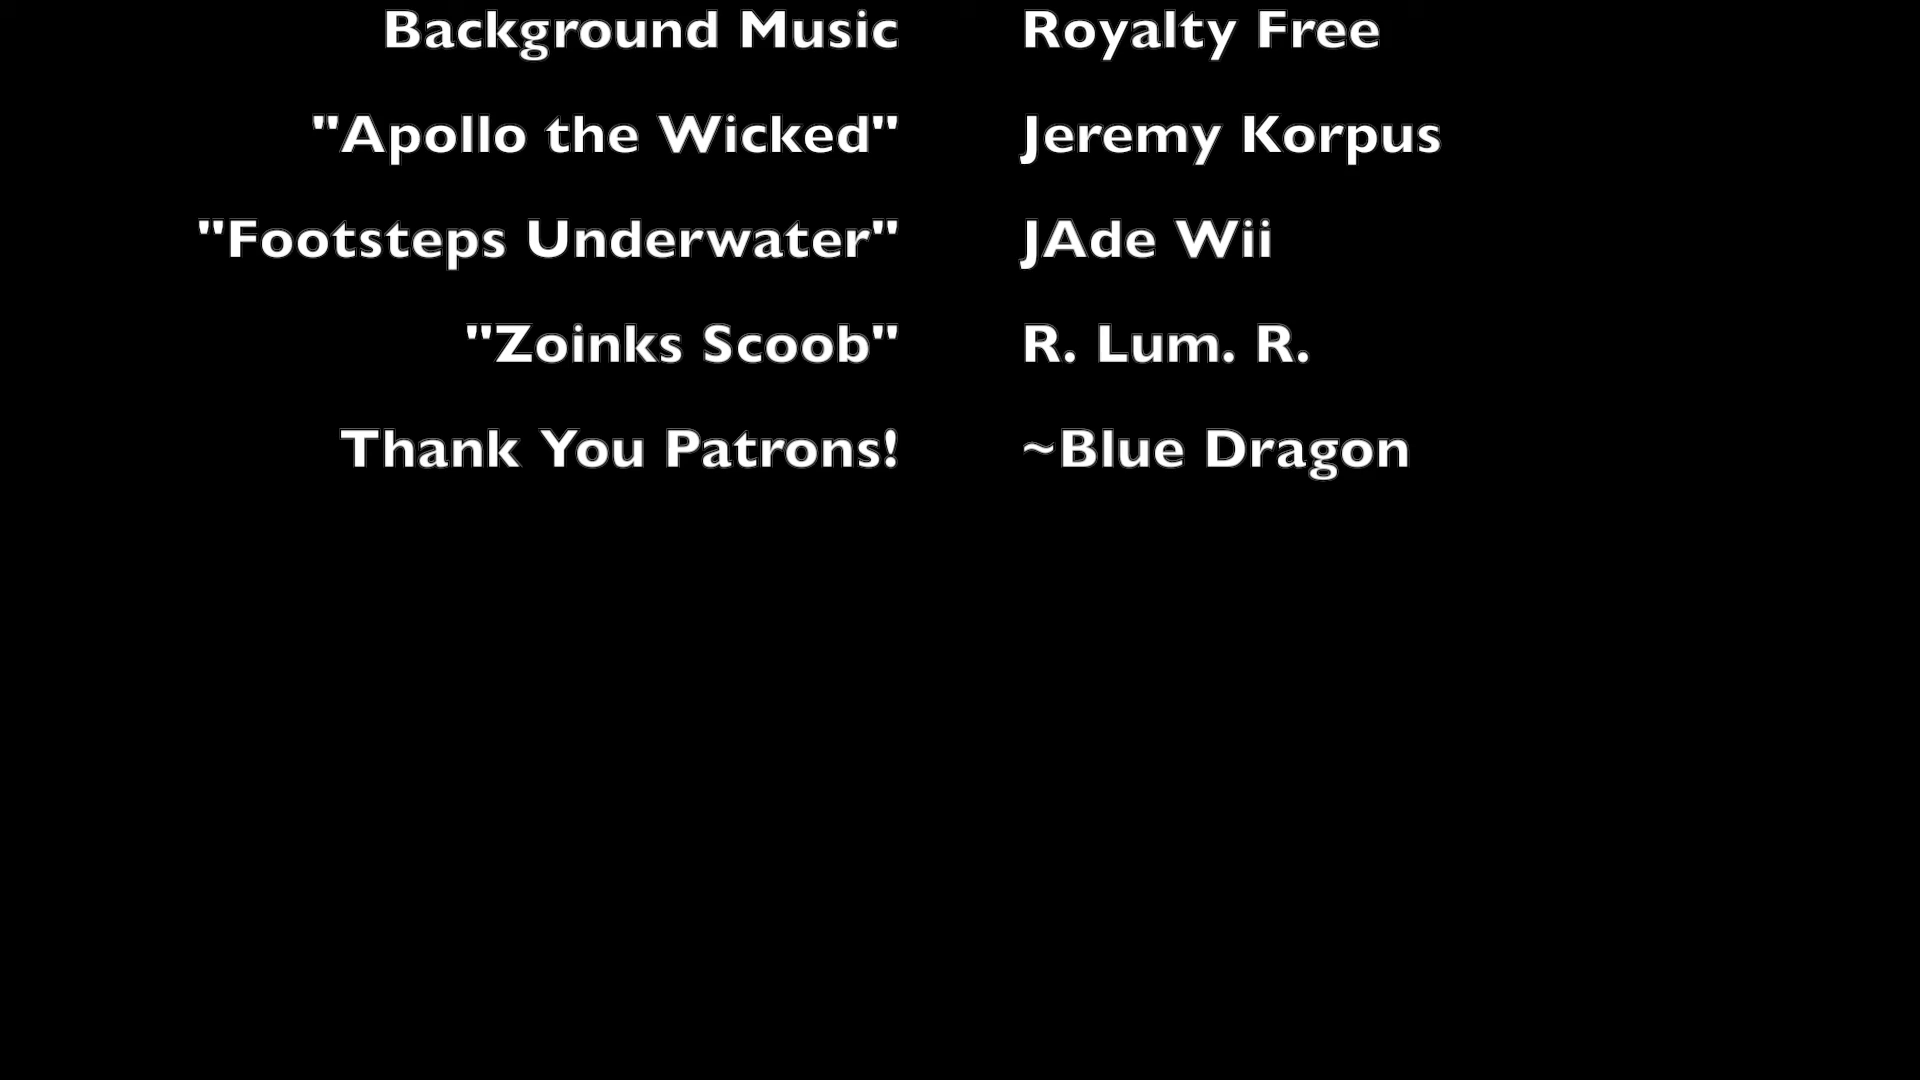 Background Music Royalty Free
"Apollo the Wicked" Jeremy Korpus
"Footsteps Underwater" JAde Wii
"Zoinks Scoob" R. Lum. R.
Thank You Patrons! ~Blue Dragon